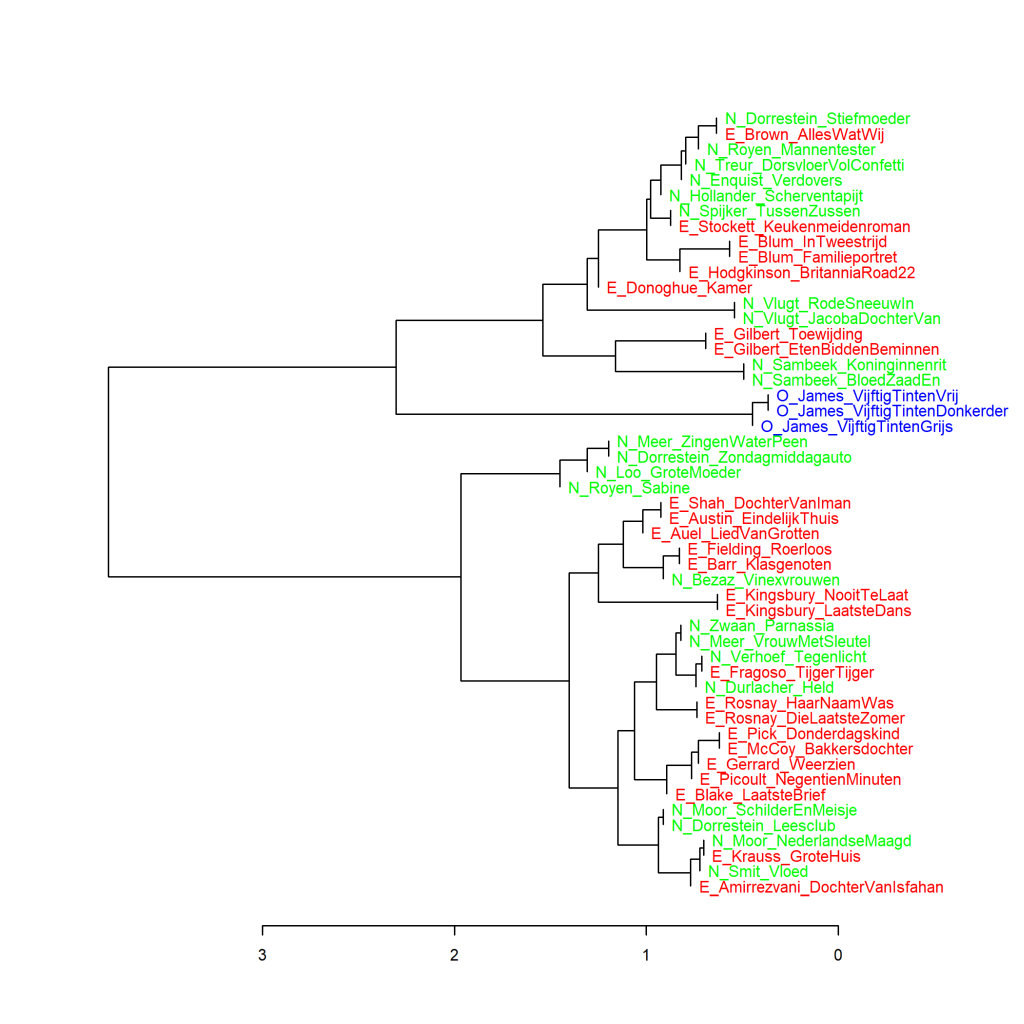 N_Dorrestein_Stiefmoeder
E_Brown_AllesWatWij
N_Royen_Mannentester
N_Treur_DorsvloerVolConfetti
N_Enquist_Verdovers
N_Hollander_Scherventapijt
N_Spijker_TussenZussen
E_Stockett_Keukenmeidenroman
E_Blum_InTweestrijd
E_Blum_Familieportret
E_Hodgkinson_BritanniaRoad22
E_Donoghue_Kamer
N_Vlugt_RodeSneeuwIn
N_Vlugt_JacobaDochterVan
E_Gilbert_Toewijding
E_Gilbert_EtenBiddenBeminnen
N_Sambeek_Koninginnenrit
N_Sambeek_BloedZaadEn
O_James_VijftigTintenVrij
O_James_VijftigTintenDonkerder
O_James_VijftigTintenGrijs
N_Meer_ZingenWaterPeen
N_Dorrestein_Zondagmiddagauto
N_Loo_GroteMoeder
N_Royen_Sabine
E_Shah_DochterVanIman
E_Austin_EindelijkThuis
E_Auel_LiedVanGrotten
E_Fielding_Roerloos
E_Barr_Klasgenoten
N_Bezaz_Vinexvrouwen
E_Kingsbury_NooitTeLaat
E_Kingsbury_LaatsteDans
N_Zwaan_Parnassia
N_Meer_VrouwMetSleutel
N_Verhoef_Tegenlicht
E_Fragoso_TijgerTijger
N_Durlacher_Held
E_Rosnay_HaarNaamWas
E_Rosnay_DieLaatsteZomer
E_Pick_Donderdagskind
E_McCoy_Bakkersdochter
E_Gerrard_Weerzien
E_Picoult_NegentienMinuten
E_Blake_LaatsteBrief
N_Moor_SchilderEnMeisje
N_Dorrestein_Leesclub
N_Moor_NederlandseMaagd
E_Krauss_GroteHuis
N_Smit_Vloed
E_Amirrezvani_DochterVanIsfahan
3 2 1 0